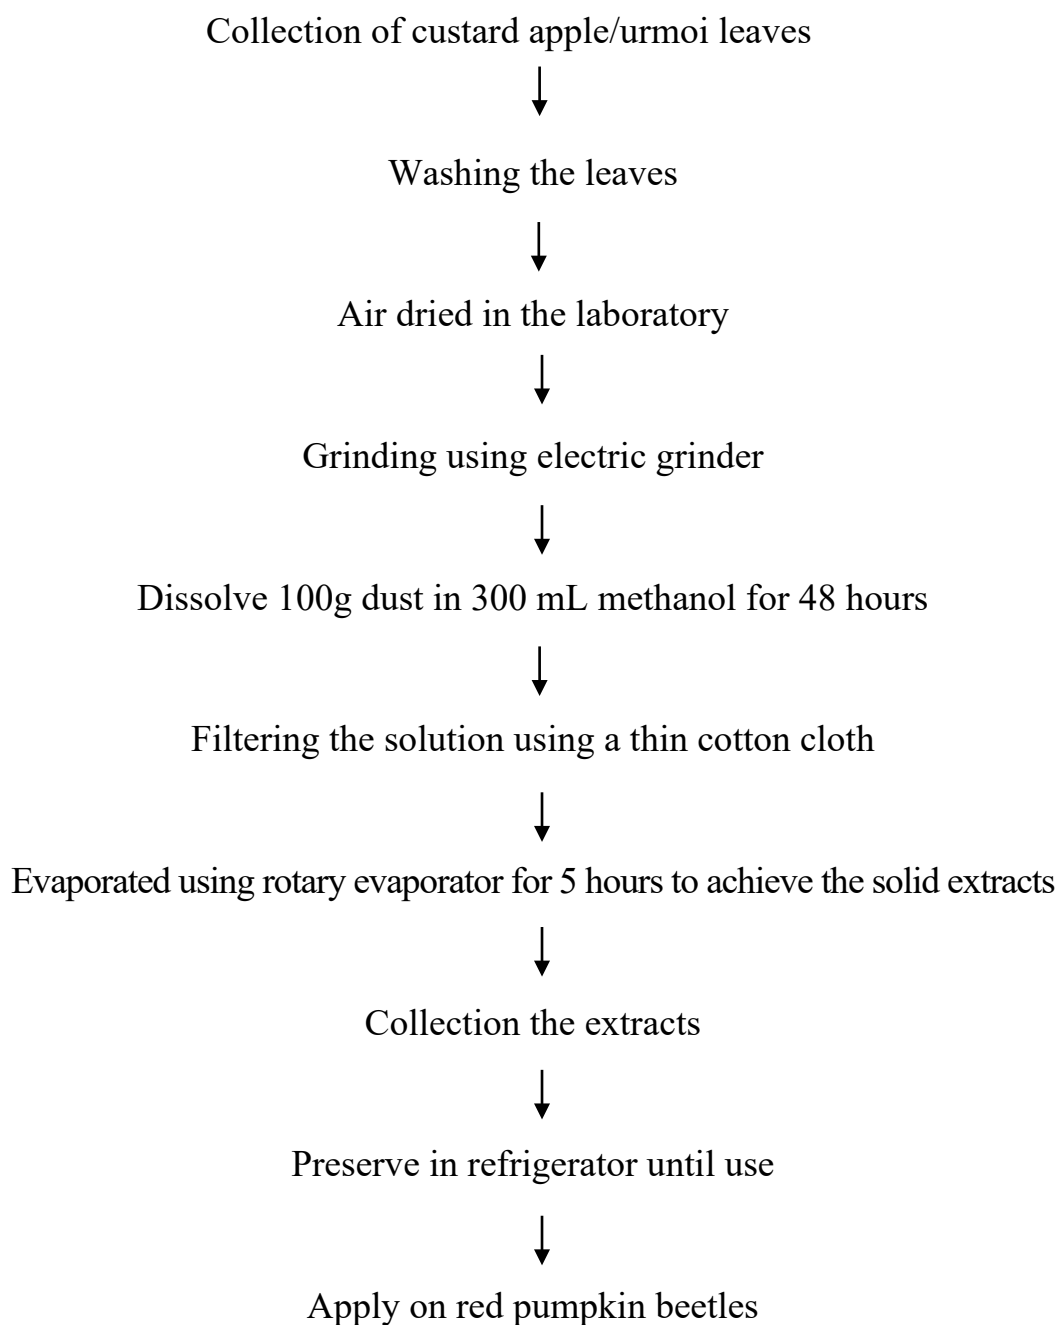 Collection of custard apple/urmoi leaves
Washing the leaves
Air dried in the laboratory
Grinding using electric grinder
Dissolve 100g dust in 300 mL methanol for 48 hours
Filtering the solution using a thin cotton cloth
Evaporated using rotary evaporator for 5 hours to achieve the solid extracts
Collection the extracts
Preserve in refrigerator until use
Apply on red pumpkin beetles